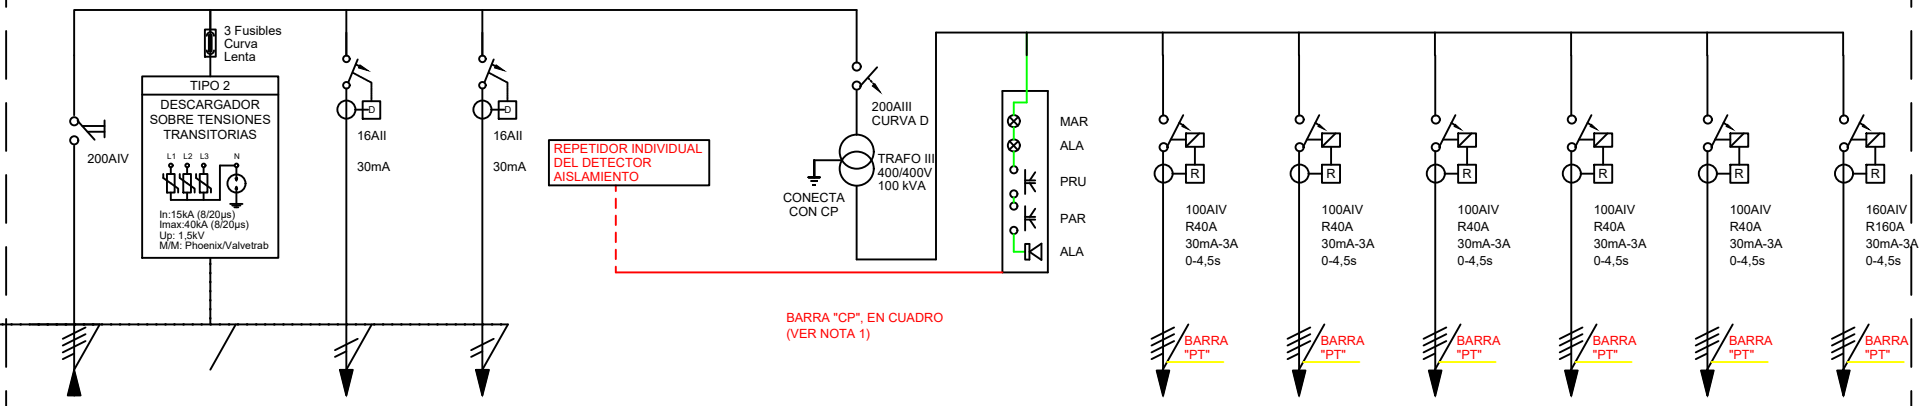 3 Fusibles
Curva
Lenta
TIPO 2
DESCARGADOR
SOBRE TENSIONES
TRANSITORIAS
L1 L2 L3 N
In:15kA (8/20µs)
Imax:40kA (8/20µs)
Up: 1,5kV
M/M: Phoenix/Valvetrab
200AIV
D
16AII
30mA
D
16AII
30mA
REPETIDOR INDIVIDUAL
DEL DETECTOR
AISLAMIENTO
200AIII
CURVA D
TRAFO III
400/400V
100 kVA
CONECTA
CON CP
MAR
ALA
PRU
PAR
ALA
BARRA "CP", EN CUADRO
(VER NOTA 1)
R
100AIV
R40A
30mA-3A
0-4,5s
BARRA
"PT"
R
100AIV
R40A
30mA-3A
0-4,5s
BARRA
"PT"
R
100AIV
R40A
30mA-3A
0-4,5s
BARRA
"PT"
R
100AIV
R40A
30mA-3A
0-4,5s
BARRA
"PT"
R
100AIV
R40A
30mA-3A
0-4,5s
BARRA
"PT"
R
160AIV
R160A
30mA-3A
0-4,5s
BARRA
"PT"